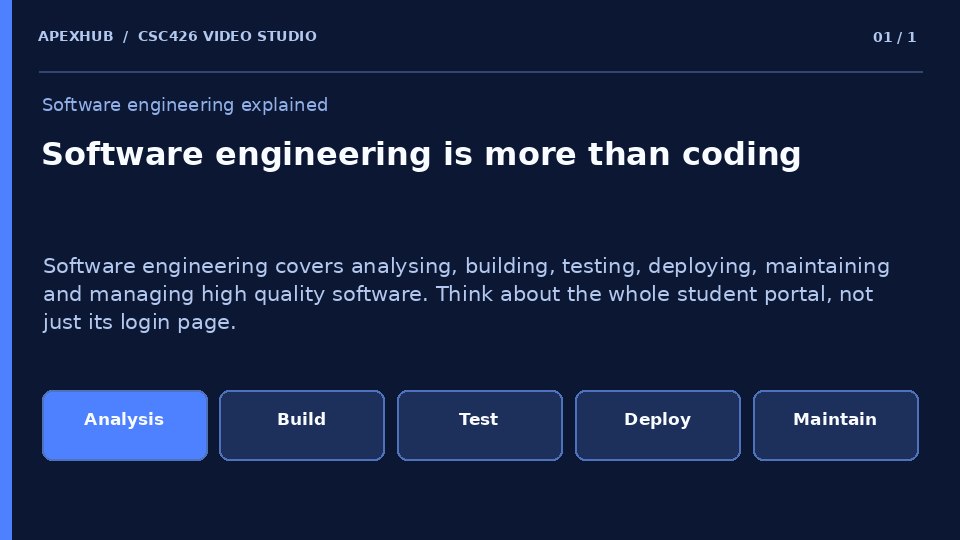 APEXHUB / CSC426 VIDEO STUDIO
01 / 1
Software engineering explained
Software engineering is more than coding
Software engineering covers analysing, building, testing, deploying, maintaining
and managing high quality software. Think about the whole student portal, not
just its login page.
Analysis
Build
Test
Deploy
Maintain